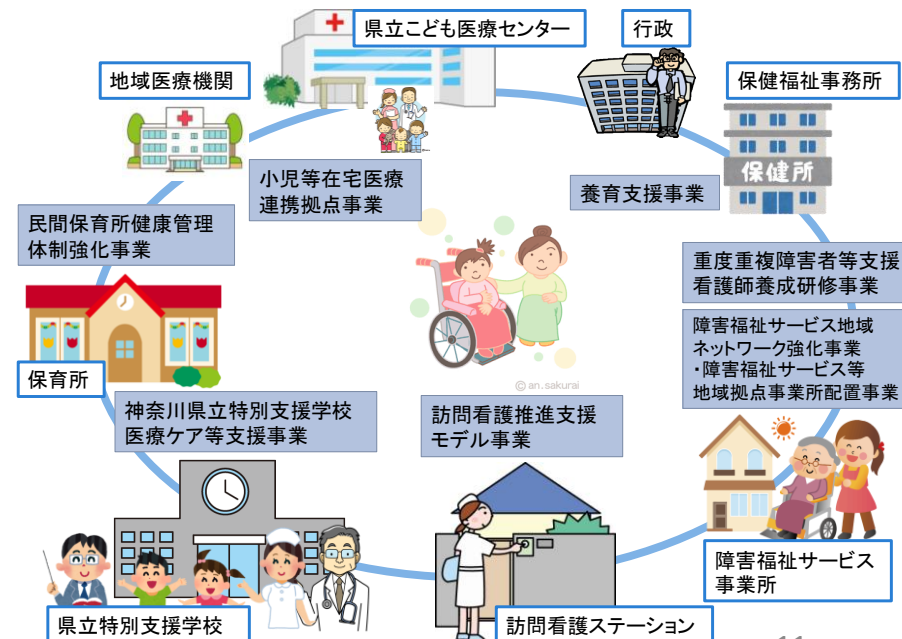 県立こども医療センター
行政
地域医療機関
保健福祉事務所
保健所
小児等在宅医療
連携拠点事業
養育支援事業
民間保育所健康管理
体制強化事業
重度重複障害者等支援
看護師養成研修事業
障害福祉サービス地域
ネットワーク強化事業
・障害福祉サービス等
地域拠点事業所配置事業
© an.sakurai
保育所
神奈川県立特別支援学校
医療ケア等支援事業
訪問看護推進支援
モデル事業
障害福祉サービス
事業所
県立特別支援学校
訪問看護ステーション